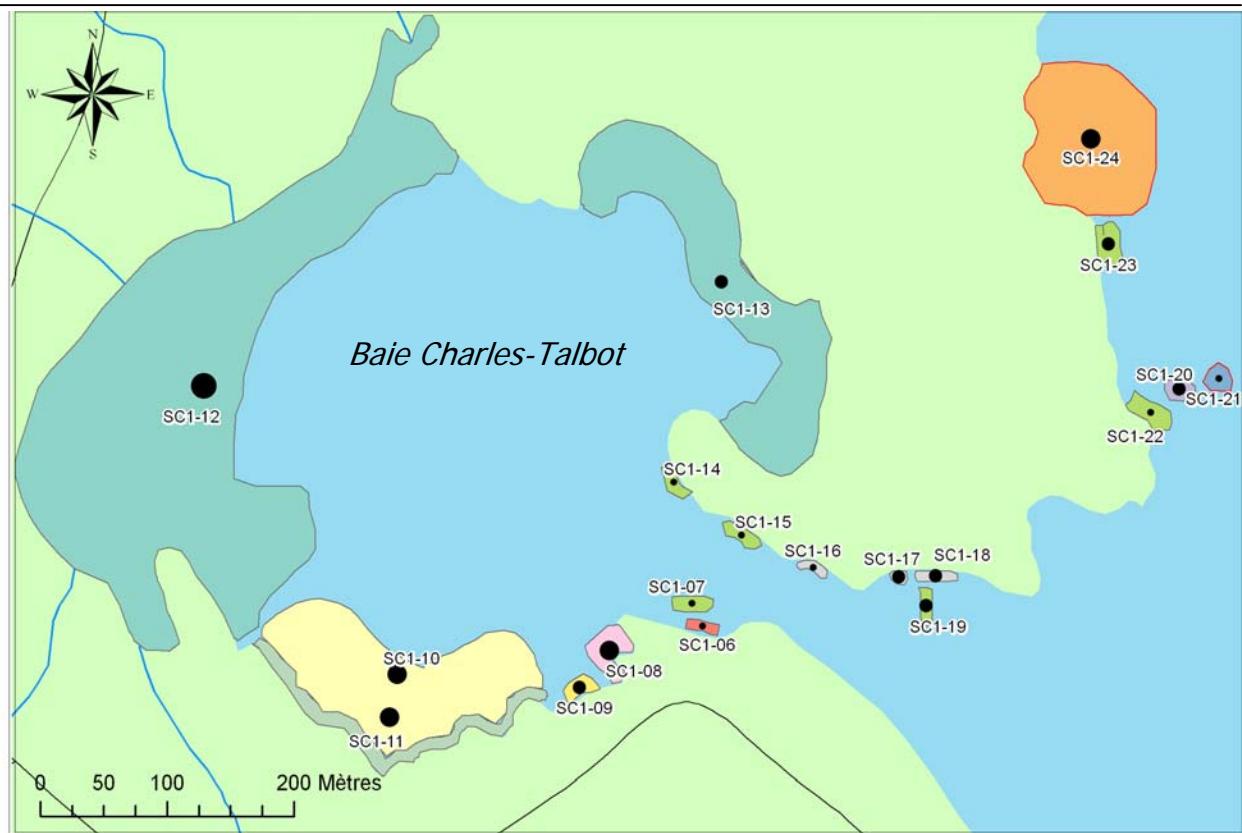 N
W E
S
SC1-24
SC1-23
SC1-13
Baie Charles-Talbot
SC1-20
SC1-21
SC1-12
SC1-22
SC1-14
SC1-15
SC1-16
SC1-17
SC1-18
SC1-07
SC1-19
SC1-06
SC1-08
SC1-10
SC1-09
SC1-11
0 50 100 200 Mètres